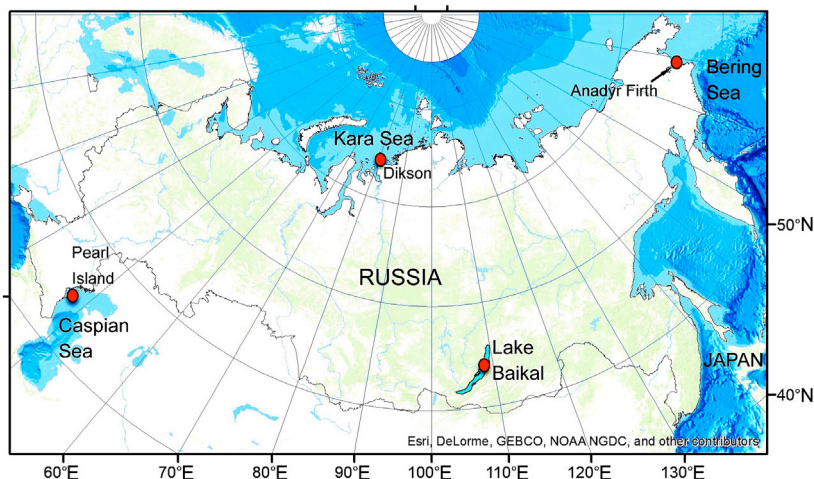 Kara Sea
Dikson
Anadyr Firth
Bering
Sea
50°N
Pearl
Island
RUSSIA
Caspian
Sea
Lake
Baikal
JAPAN
40°N
Esri, DeLorme, GEBCO, NOAA NGDC, and other contributors
60°E
70°E
80°E
90°E
100°E
110°E
120°E
130°E